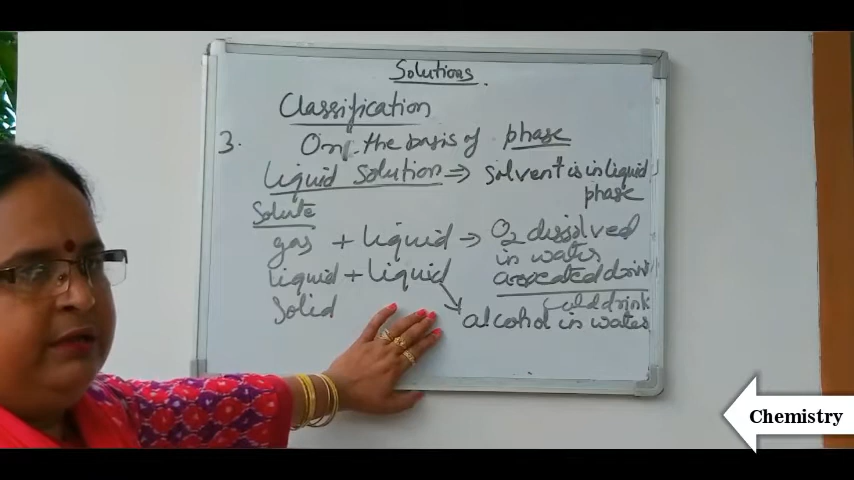 Solutions
Classification
3. On the basis of phase
Liquid solution ⇒ solvent is in liquid
phase
Solute
gas + liquid ⇒ O2 dissolved
in water
liquid + liquid
drink
cold drink
Solid
alcohol in water
Chemistry